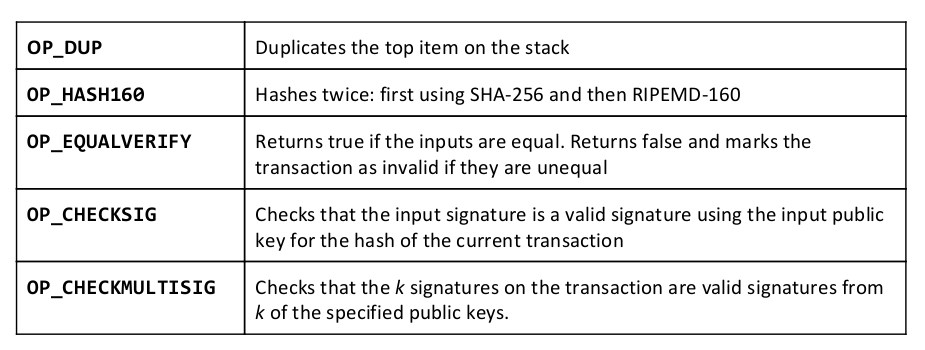 OP_DUP
Duplicates the top item on the stack
OP_HASH160
Hashes twice: first using SHA-256 and then RIPEMD-160
OP_EQUALVERIFY
Returns true if the inputs are equal. Returns false and marks the
transaction as invalid if they are unequal
OP_CHECKSIG
Checks that the input signature is a valid signature using the input public
key for the hash of the current transaction
OP_CHECKMULTISIG
Checks that the k signatures on the transaction are valid signatures from
k of the specified public keys.